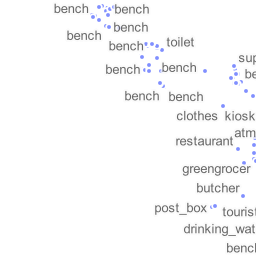 bench
bench
bench
bench
bench
toilet
bench
bench
sup
be
bench
bench
clothes
kiosk
atm
restaurant
greengrocer
butcher
post_box
tourist
drinking_wat
bench